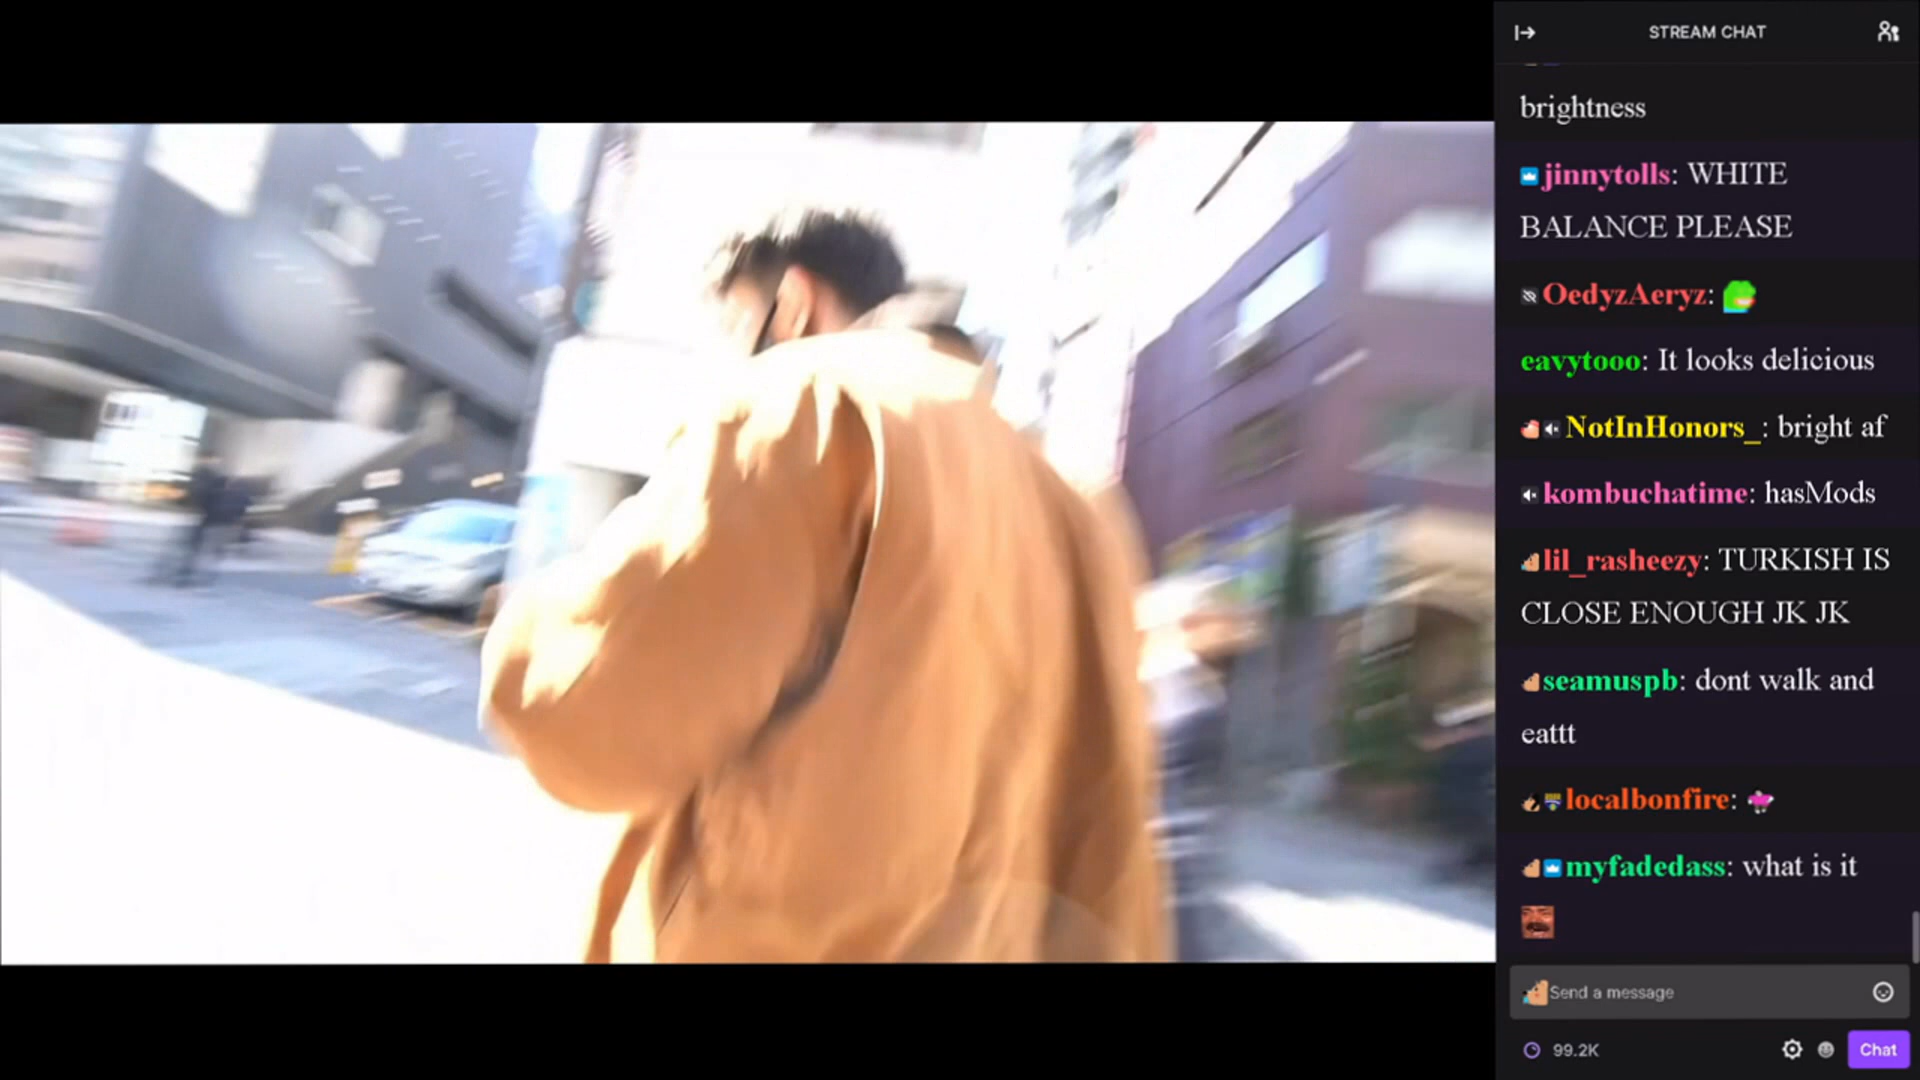 STREAM CHAT
brightness
jinnytolls: WHITE
BALANCE PLEASE
OedyzAeryz:
eavytooo: It looks delicious
NotInHonors_: bright af
kombuchatime: hasMods
lil_rasheezy: TURKISH IS
CLOSE ENOUGH JK JK
seamuspb: dont walk and
eattt
localbonfire:
myfadedass: what is it
Send a message
99.2K
Chat